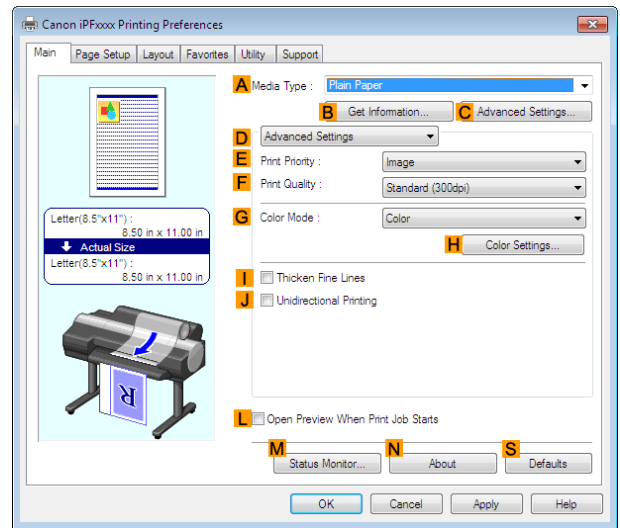 Canon iPFxxxx Printing Preferences
Main Page Setup Layout Favorites Utility Support
A Media Type : Plain Paper
B Get Information... C Advanced Settings...
D Advanced Settings
E Print Priority : Image
F Print Quality : Standard (300dpi)
G Color Mode : Color
H Color Settings...
I Thicken Fine Lines
J Unidirectional Printing
Letter(8.5"x11") :
8.50 in x 11.00 in
Actual Size
Letter(8.5"x11") :
8.50 in x 11.00 in
R
L Open Preview When Print Job Starts
M Status Monitor... N About S Defaults
OK Cancel Apply Help